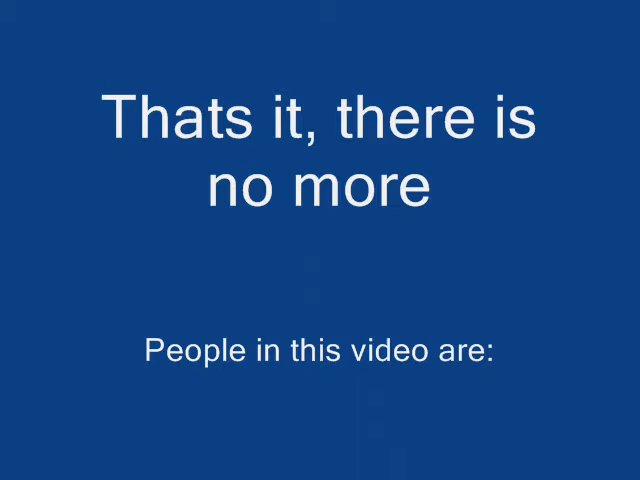 Thats it, there is
no more
People in this video are: